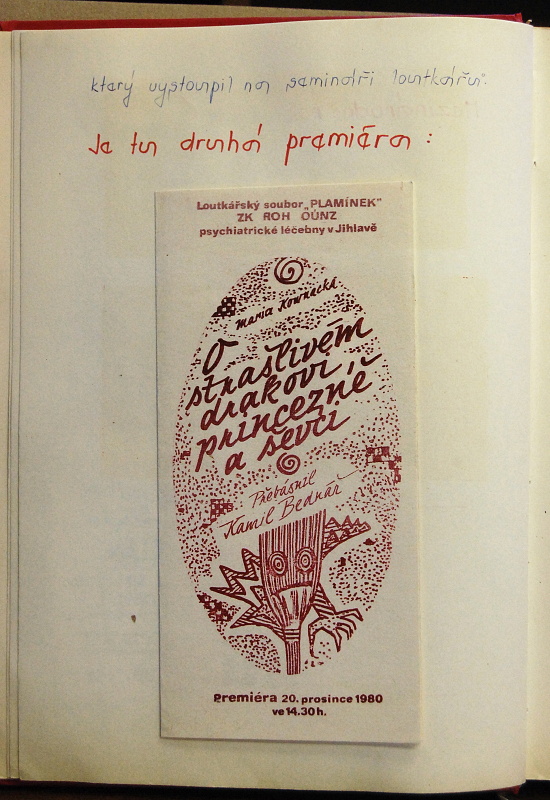 který vystoupil na „semináři loutkářů“.
Je tu druhá premiéra :
Loutkářský soubor „PLAMÍNEK"
ZK ROH OÚNZ
psychiatrické léčebny v Jihlavě
Maria Kownacka
O
strašlivém
drakovi,
princezně
a ševci
Přebásnil
Kamil Bednář
Premiéra 20. prosince 1980
ve 14.30 h.